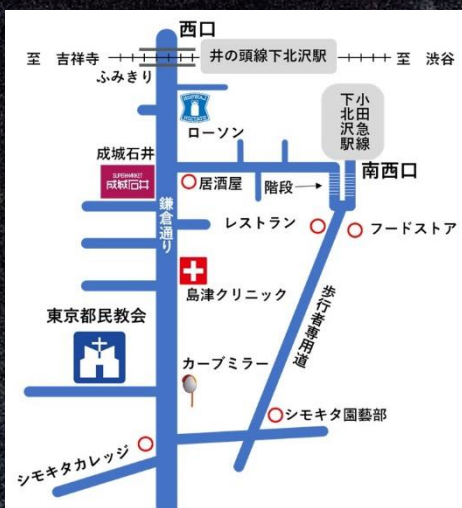 西口
至 吉祥寺
井の頭線下北沢駅
至 渋谷
ふみきり
ローソン
小田急線
下北沢駅
成城石井
SUPERMARKET
成城石井
居酒屋
階段
南西口
鎌倉通り
レストラン
フードストア
島津クリニック
歩行者専用道
東京都民教会
カーブミラー
シモキタ園藝部
シモキタカレッジ